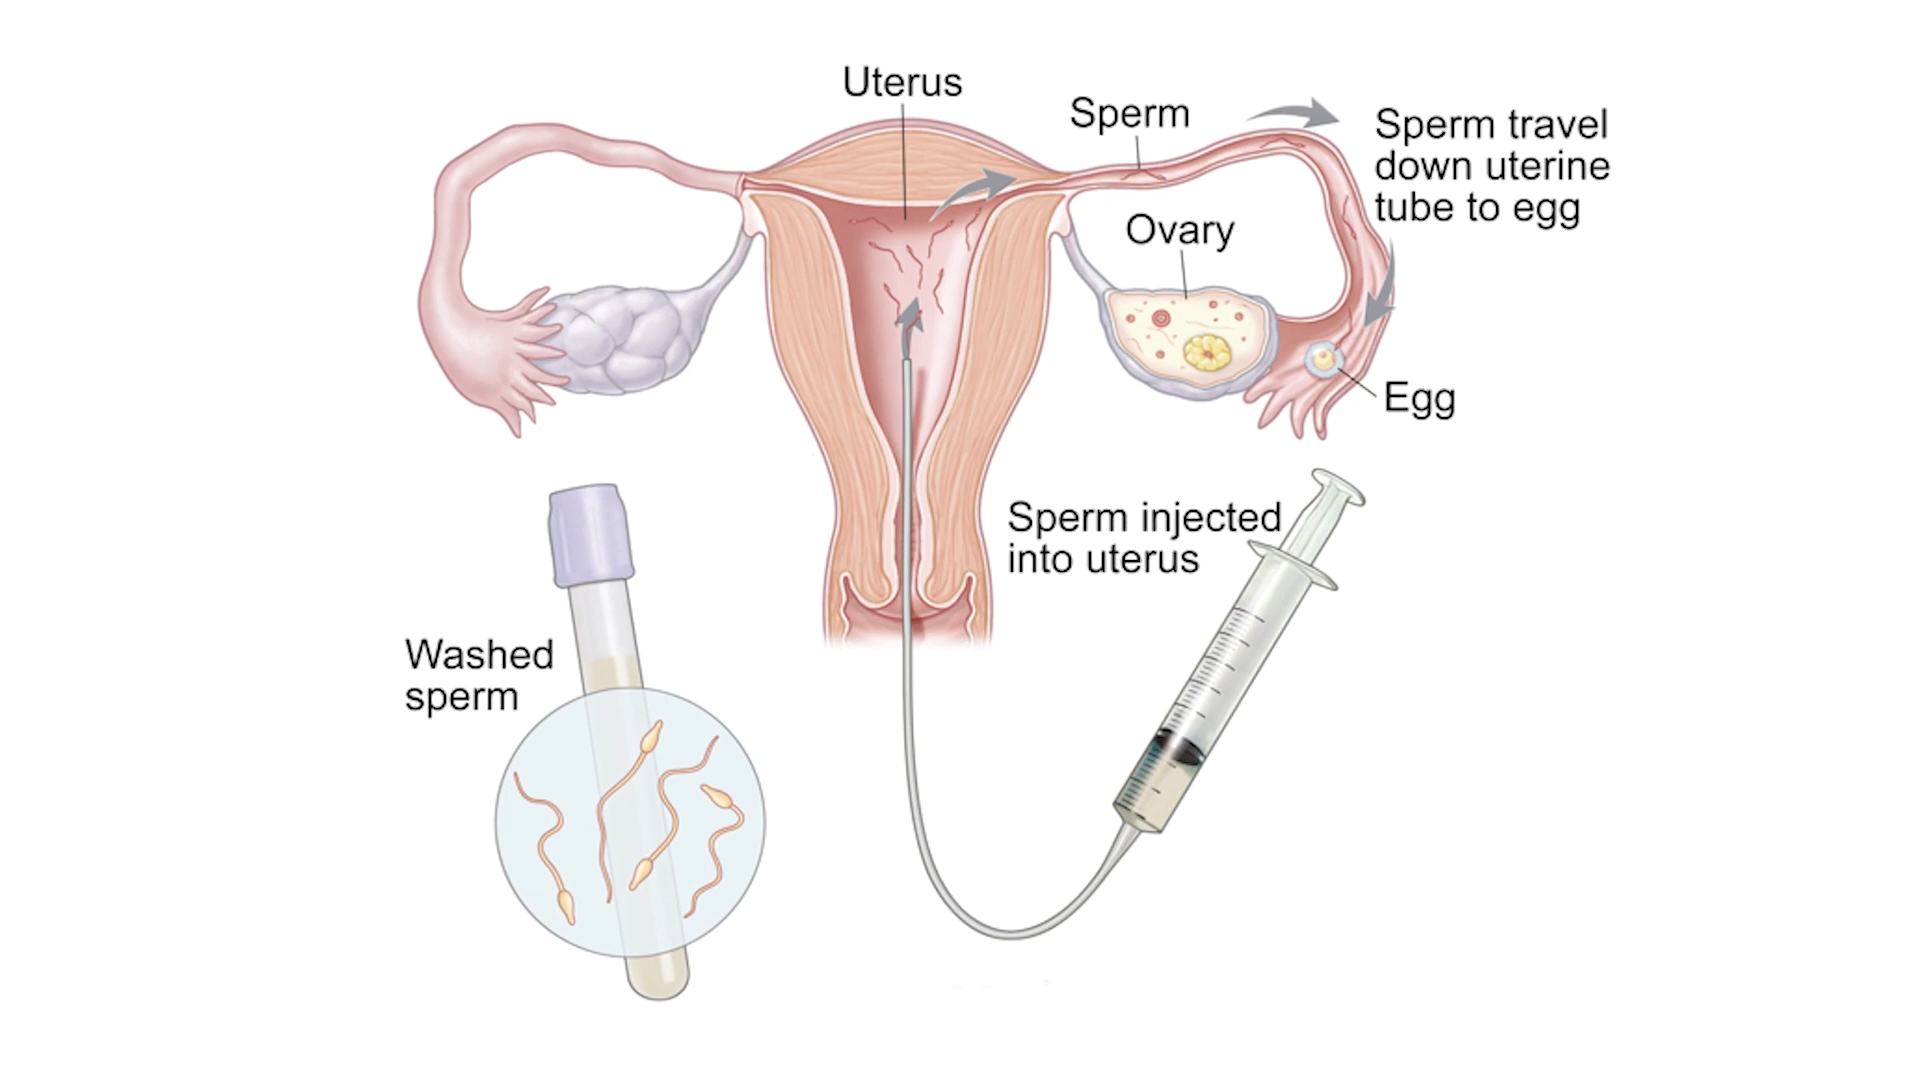 Uterus
Sperm
Sperm travel
down uterine
tube to egg
Ovary
Egg
Sperm injected
into uterus
Washed
sperm